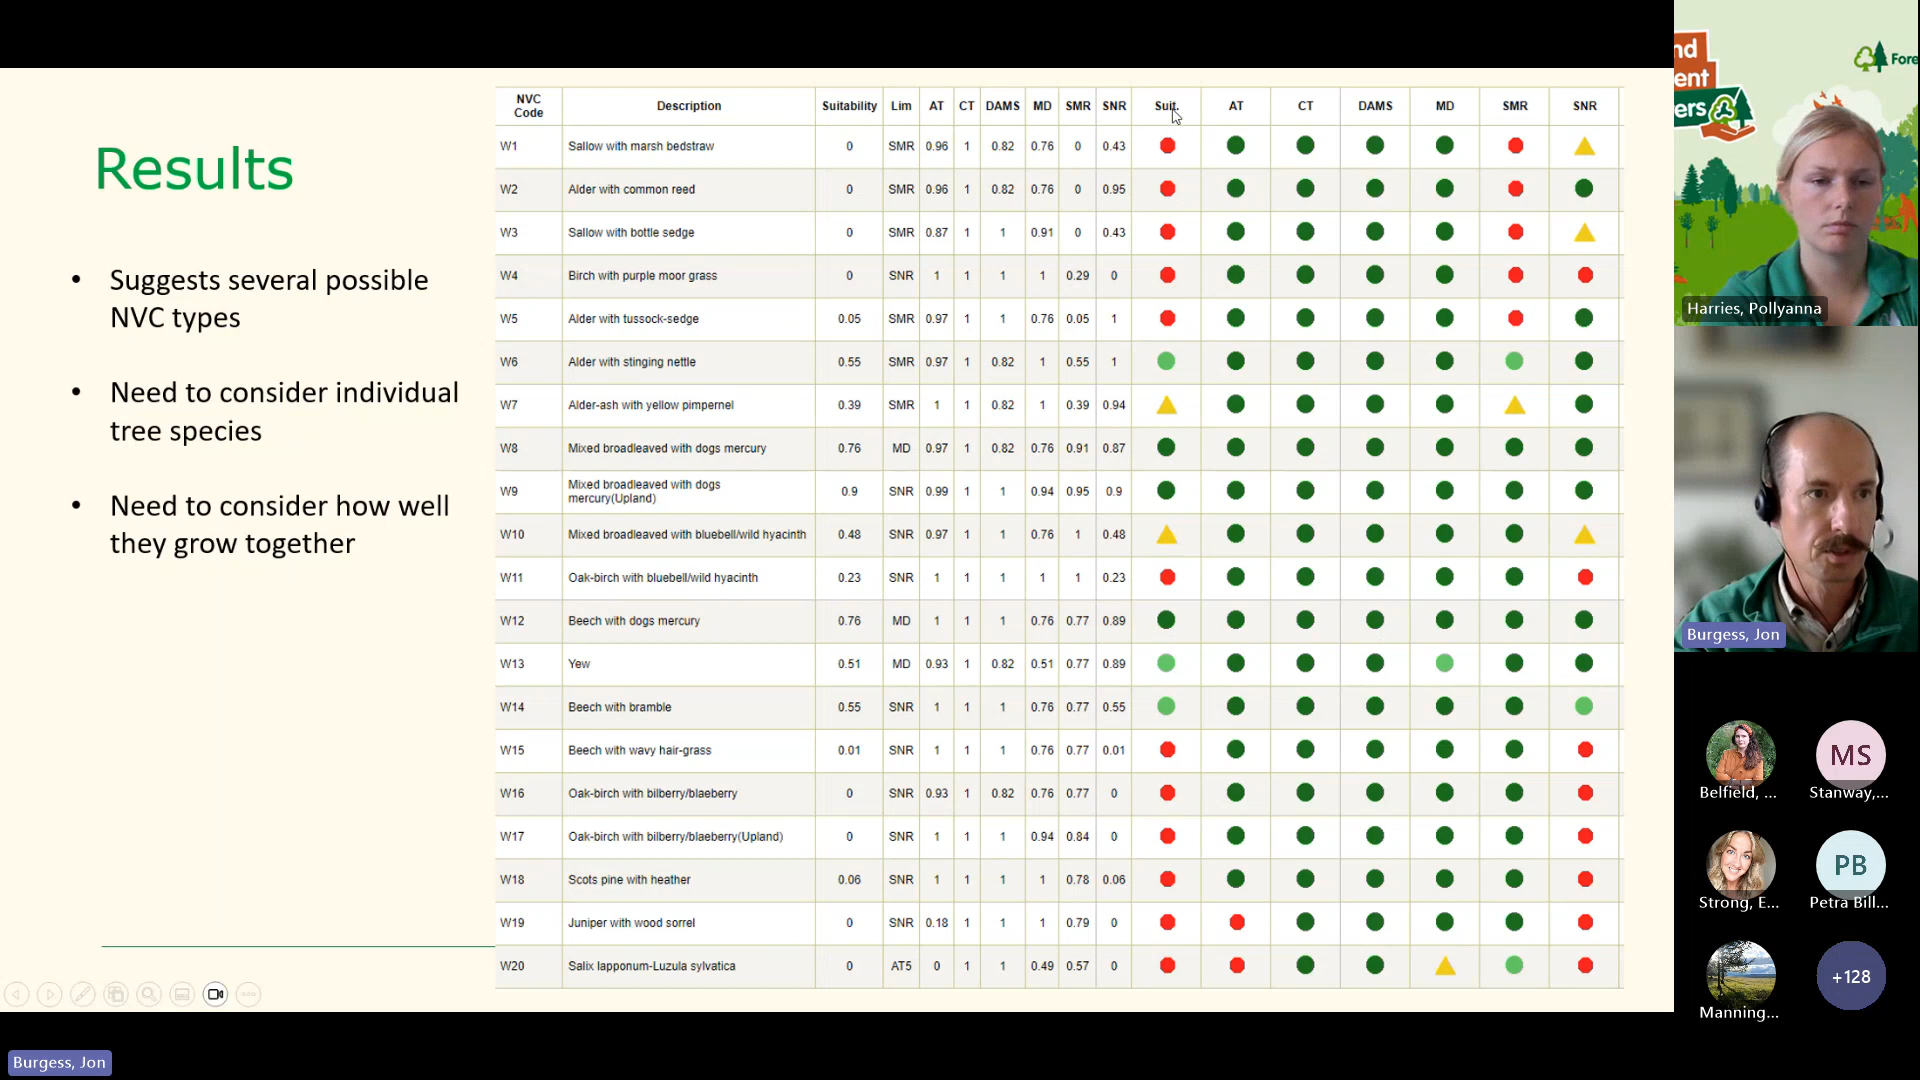 Results
• Suggests several possible
NVC types
• Need to consider individual
tree species
• Need to consider how well
they grow together
NVC Code Description Suitability Lim AT CT DAMS MD SMR SNR Suit. AT CT DAMS MD SMR SNR
W1 Sallow with marsh bedstraw 0 SMR 0.96 1 0.82 0.76 0 0.43
W2 Alder with common reed 0 SMR 0.96 1 0.82 0.76 0 0.95
W3 Sallow with bottle sedge 0 SMR 0.87 1 1 0.91 0 0.43
W4 Birch with purple moor grass 0 SNR 1 1 1 1 0.29 0
W5 Alder with tussock-sedge 0.05 SMR 0.97 1 1 0.76 0.05 1
W6 Alder with stinging nettle 0.55 SMR 0.97 1 0.82 1 0.55 1
W7 Alder-ash with yellow pimpernel 0.39 SMR 1 1 0.82 1 0.39 0.94
W8 Mixed broadleaved with dogs mercury 0.76 MD 0.97 1 0.82 0.76 0.91 0.87
W9 Mixed broadleaved with dogs mercury(Upland) 0.9 SNR 0.99 1 1 0.94 0.95 0.9
W10 Mixed broadleaved with bluebell/wild hyacinth 0.48 SNR 0.97 1 1 0.76 1 0.48
W11 Oak-birch with bluebell/wild hyacinth 0.23 SNR 1 1 1 1 1 0.23
W12 Beech with dogs mercury 0.76 MD 1 1 1 0.76 0.77 0.89
W13 Yew 0.51 MD 0.93 1 0.82 0.51 0.77 0.89
W14 Beech with bramble 0.55 SNR 1 1 1 0.76 0.77 0.55
W15 Beech with wavy hair-grass 0.01 SNR 1 1 1 0.76 0.77 0.01
W16 Oak-birch with bilberry/blaeberry 0 SNR 0.93 1 0.82 0.76 0.77 0
W17 Oak-birch with bilberry/blaeberry(Upland) 0 SNR 1 1 1 0.94 0.84 0
W18 Scots pine with heather 0.06 SNR 1 1 1 1 0.78 0.06
W19 Juniper with wood sorrel 0 SNR 0.18 1 1 1 0.79 0
W20 Salix lapponum-Luzula sylvatica 0 AT5 0 1 1 0.49 0.57 0
nd
ent
ers
Fore
Harries, Pollyanna
Burgess, Jon
MS
Belfield, ...
Stanway,...
PB
Strong, E...
Petra Bill...
+128
Manning...
Burgess, Jon